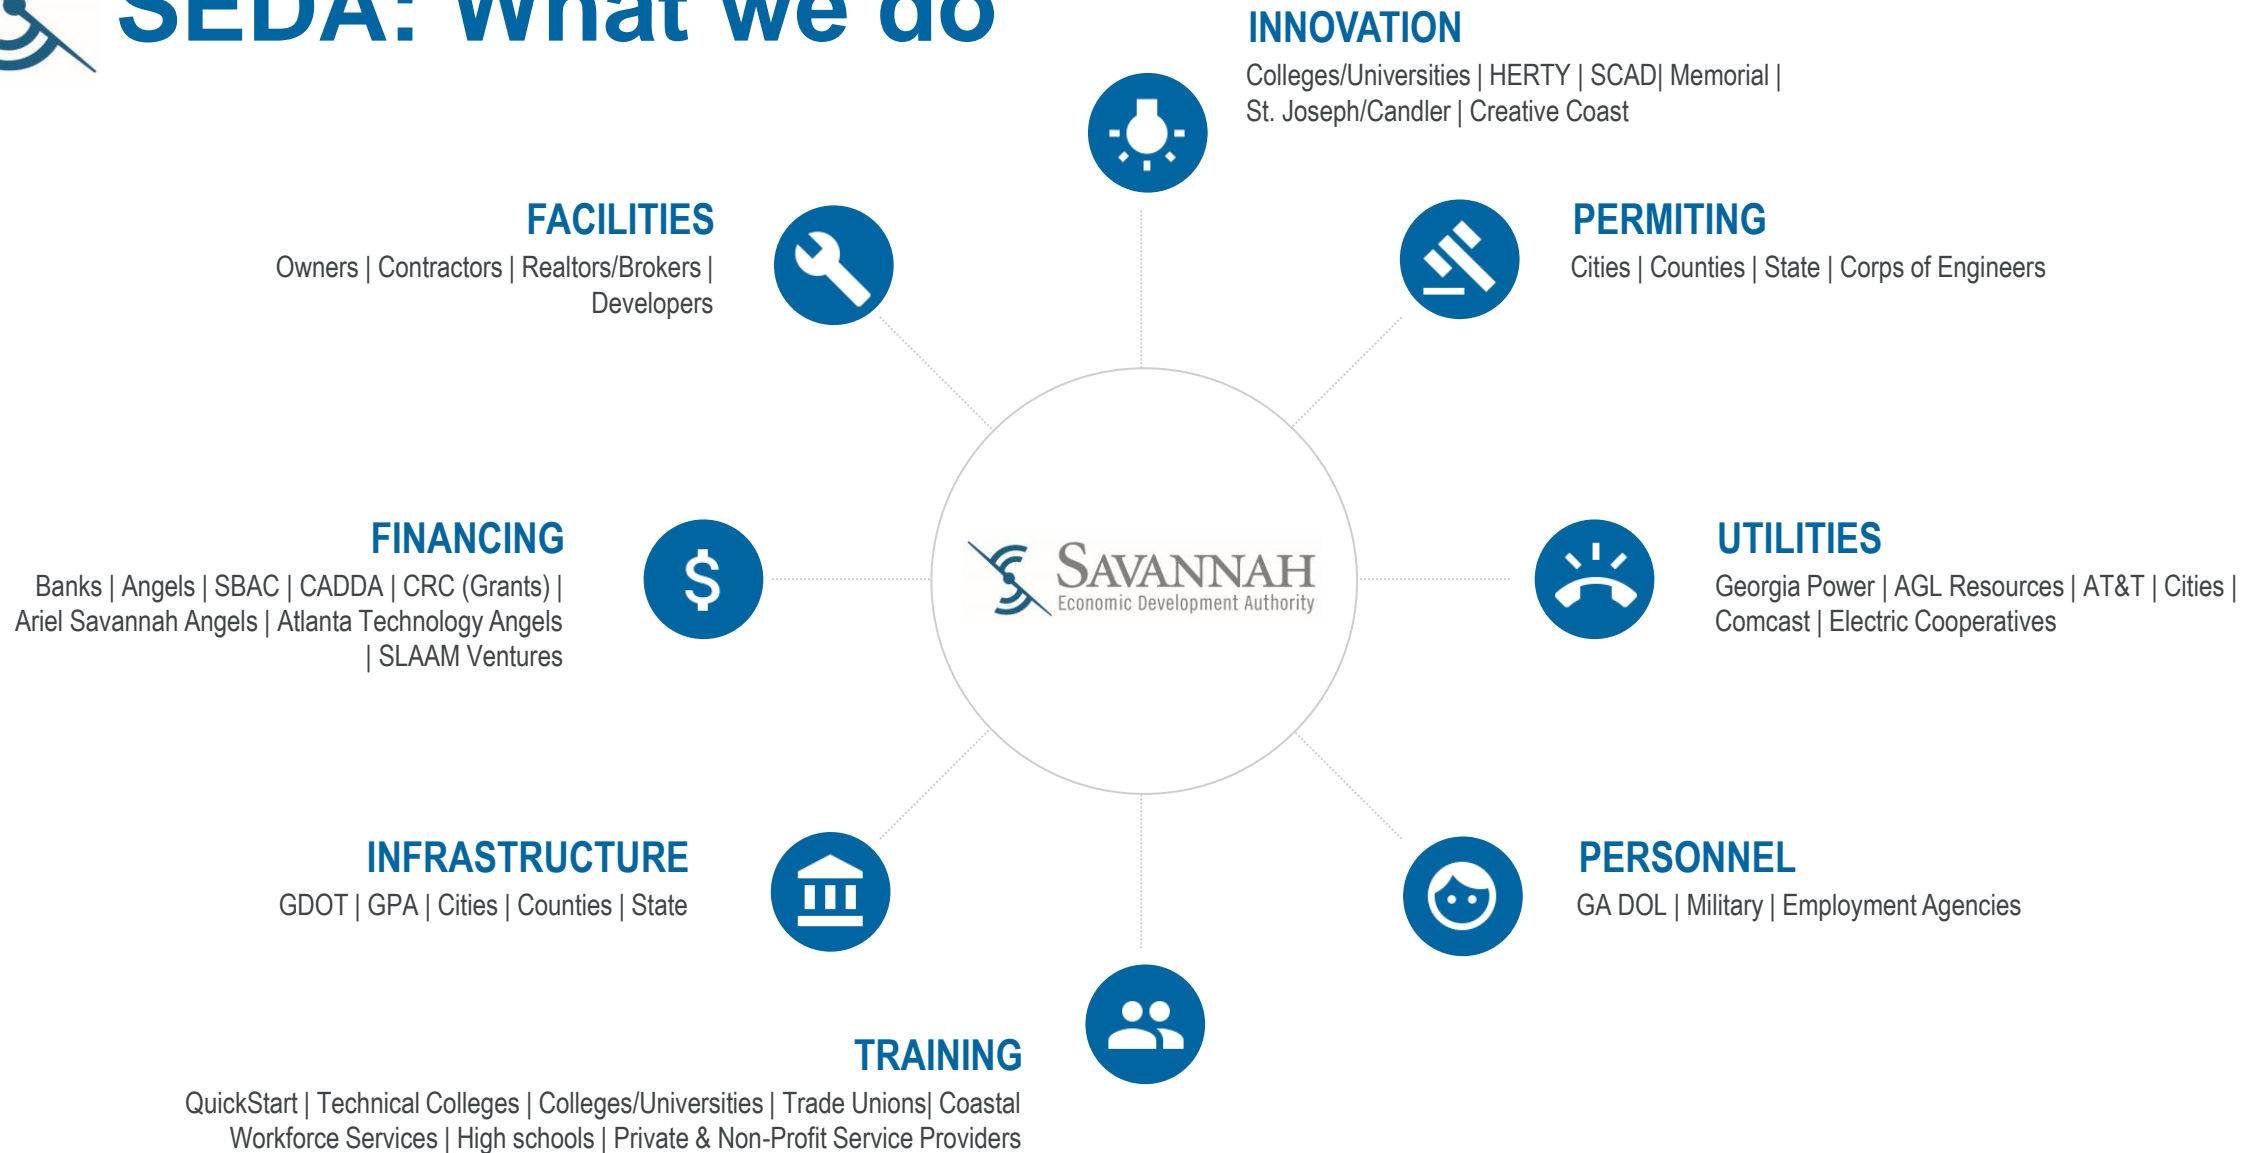 SEDA: What we do
INNOVATION
Colleges/Universities | HERTY | SCAD| Memorial |
St. Joseph/Candler | Creative Coast
FACILITIES
Owners | Contractors | Realtors/Brokers |
Developers
PERMITING
Cities | Counties | State | Corps of Engineers
FINANCING
Banks | Angels | SBAC | CADDA | CRC (Grants) |
Ariel Savannah Angels | Atlanta Technology Angels
| SLAAM Ventures
$
SAVANNAH
Economic Development Authority
UTILITIES
Georgia Power | AGL Resources | AT&T | Cities |
Comcast | Electric Cooperatives
INFRASTRUCTURE
GDOT | GPA | Cities | Counties | State
PERSONNEL
GA DOL | Military | Employment Agencies
TRAINING
QuickStart | Technical Colleges | Colleges/Universities | Trade Unions| Coastal
Workforce Services | High schools | Private & Non-Profit Service Providers